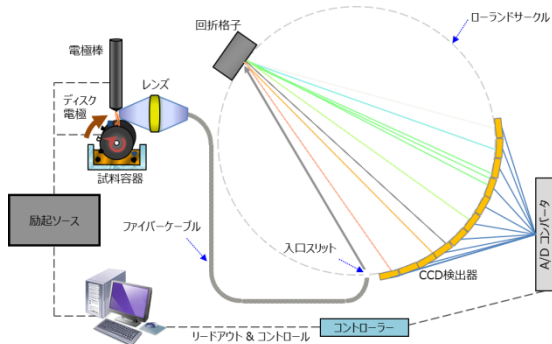 回折格子
ローランドサークル
電極棒
レンズ
ディスク
電極
試料容器
励起ソース
ファイバーケーブル
入口スリット
CCD検出器
A/D コンバータ
コントローラー
リードアウト & コントロール